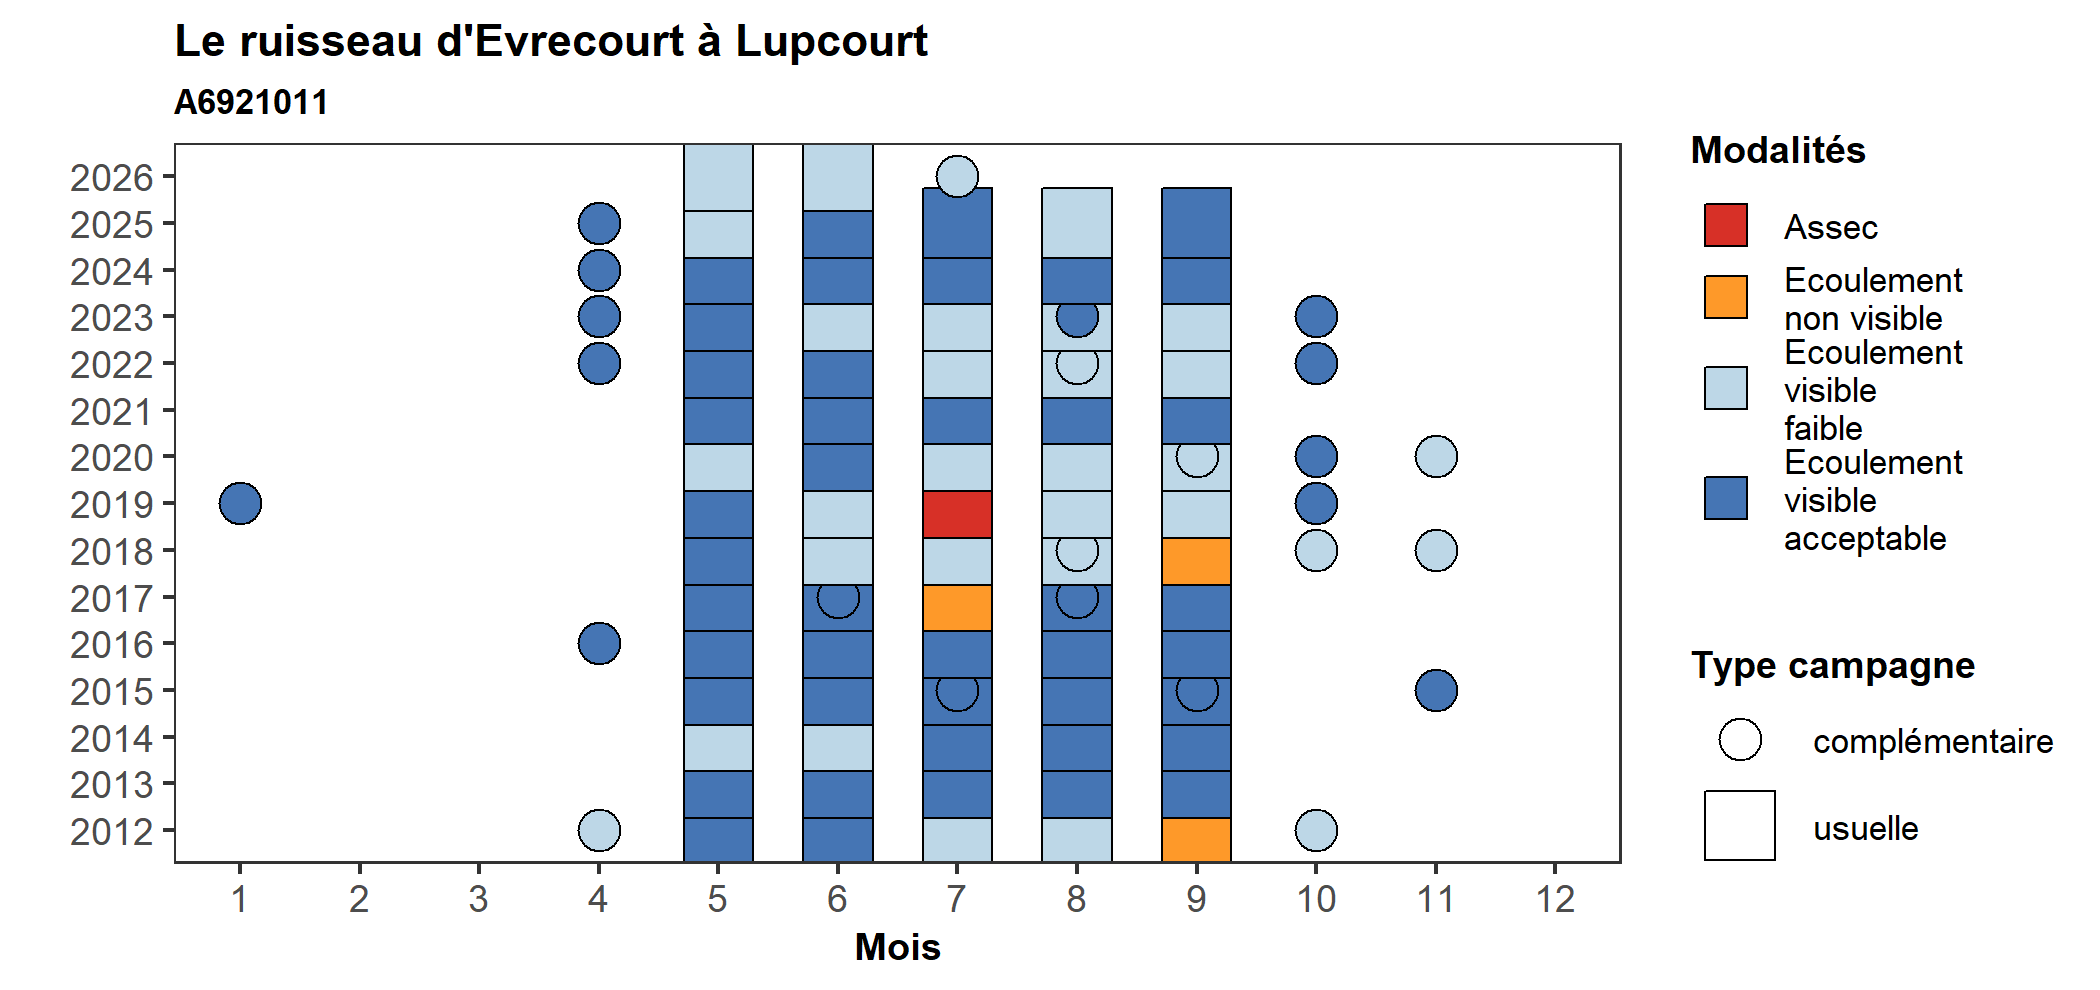 Le ruisseau d'Evrecourt à Lupcourt
A6921011
2026
2025
2024
2023
2022
2021
2020
2019
2018
2017
2016
2015
2014
2013
2012
1 2 3 4 5 6 7 8 9 10 11 12
Mois
Modalités
Assec
Ecoulement
non visible
Ecoulement
visible
faible
Ecoulement
visible
acceptable
Type campagne
complémentaire
usuelle